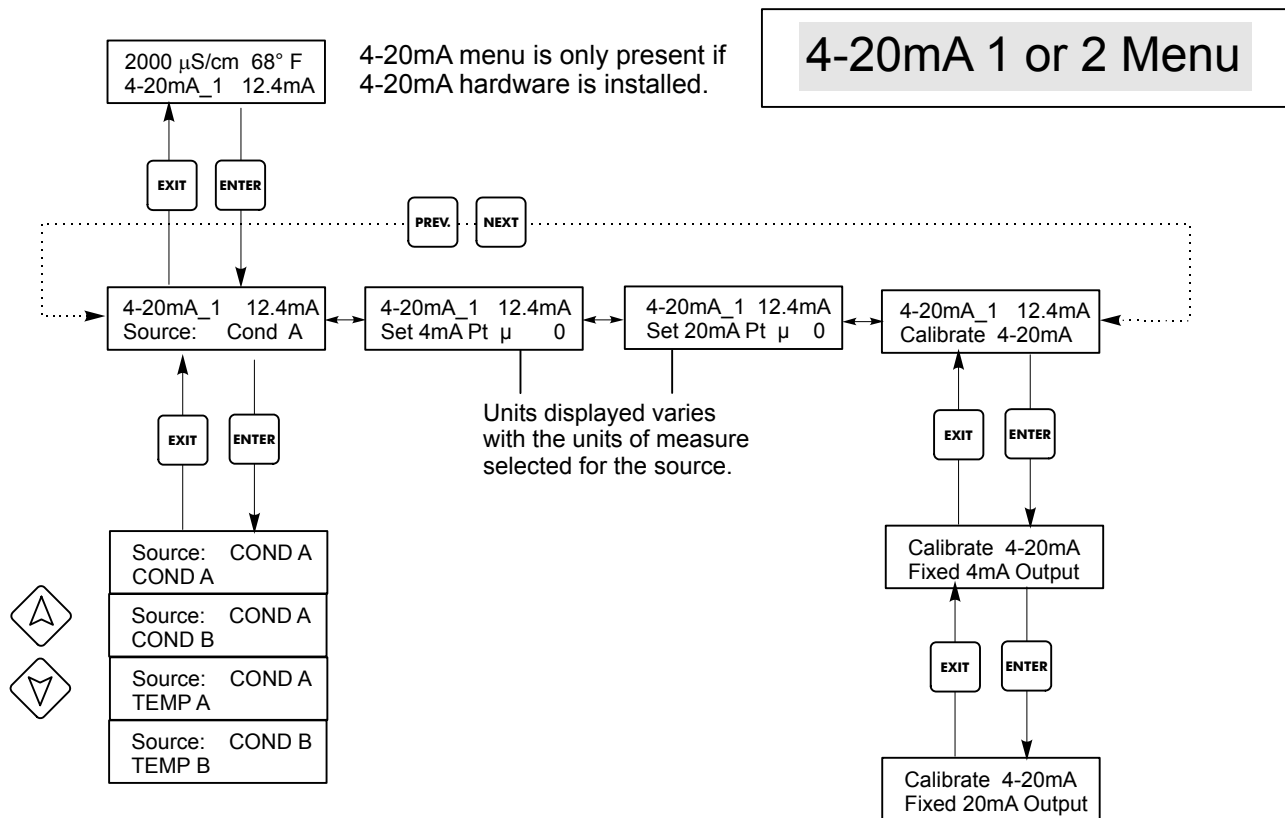 4-20mA 1 or 2 Menu
2000 µS/cm 68° F
4-20mA_1 12.4mA
4-20mA menu is only present if
4-20mA hardware is installed.
EXIT
ENTER
PREV.
NEXT
4-20mA_1 12.4mA
Source: Cond A
4-20mA_1 12.4mA
Set 4mA Pt µ 0
4-20mA_1 12.4mA
Set 20mA Pt µ 0
4-20mA_1 12.4mA
Calibrate 4-20mA
Units displayed varies
with the units of measure
selected for the source.
EXIT
ENTER
EXIT
ENTER
Source: COND A
COND A
Source: COND A
COND B
Source: COND A
TEMP A
Source: COND B
TEMP B
Calibrate 4-20mA
Fixed 4mA Output
EXIT
ENTER
Calibrate 4-20mA
Fixed 20mA Output